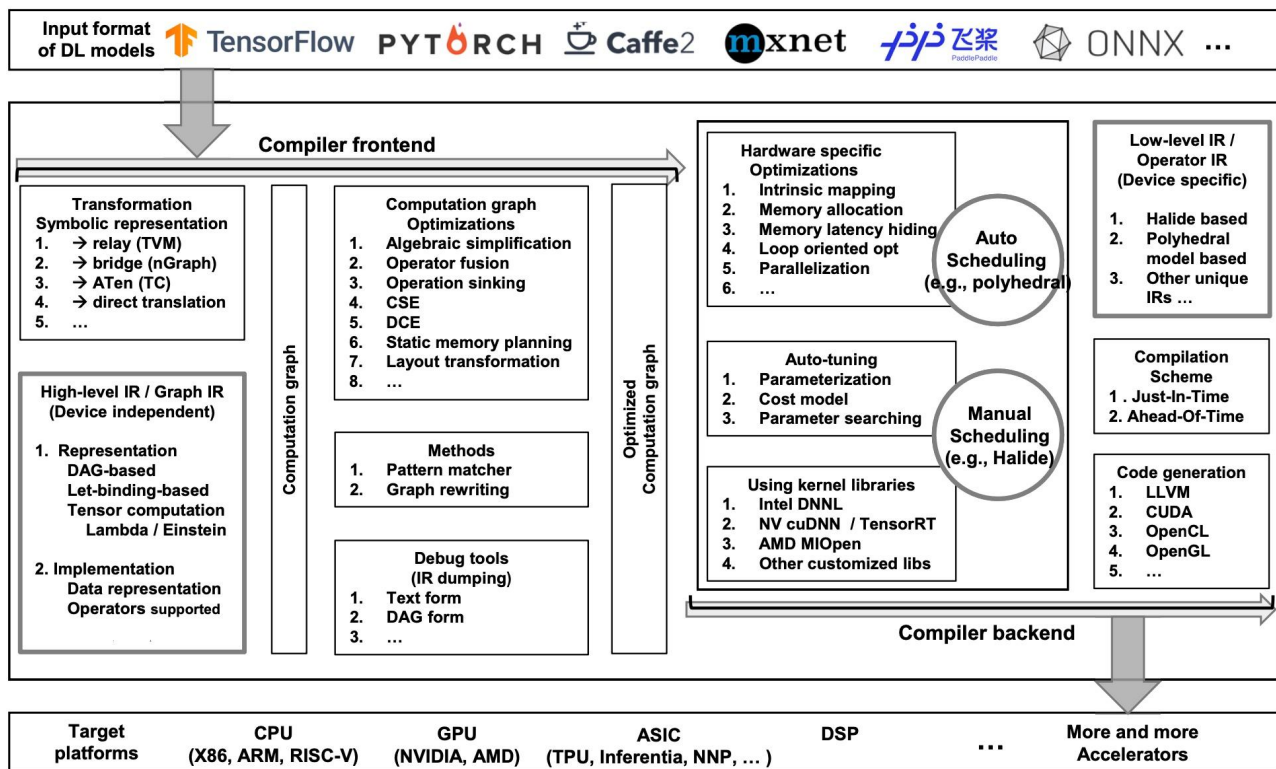 Input format
of DL models
TensorFlow
PYTORCH
Caffe2
mxnet
飞桨
PaddlePaddle
ONNX
...
Compiler frontend
Transformation
Symbolic representation
1. → relay (TVM)
2. → bridge (nGraph)
3. → ATen (TC)
4. → direct translation
5. ...
High-level IR / Graph IR
(Device independent)
1. Representation
DAG-based
Let-binding-based
Tensor computation
Lambda / Einstein
2. Implementation
Data representation
Operators supported
Computation graph
Computation graph
Optimizations
1. Algebraic simplification
2. Operator fusion
3. Operation sinking
4. CSE
5. DCE
6. Static memory planning
7. Layout transformation
8. ...
Methods
1. Pattern matcher
2. Graph rewriting
Debug tools
(IR dumping)
1. Text form
2. DAG form
3. ...
Optimized
Computation graph
Hardware specific
Optimizations
1. Intrinsic mapping
2. Memory allocation
3. Memory latency hiding
4. Loop oriented opt
5. Parallelization
6. ...
Auto
Scheduling
(e.g., polyhedral)
Auto-tuning
1. Parameterization
2. Cost model
3. Parameter searching
Manual
Scheduling
(e.g., Halide)
Using kernel libraries
1. Intel DNNL
2. NV cuDNN / TensorRT
3. AMD MIOpen
4. Other customized libs
Low-level IR /
Operator IR
(Device specific)
1. Halide based
2. Polyhedral
model based
3. Other unique
IRs ...
Compilation
Scheme
1 . Just-In-Time
2. Ahead-Of-Time
Code generation
1. LLVM
2. CUDA
3. OpenCL
4. OpenGL
5. ...
Compiler backend
Target
platforms
CPU
(X86, ARM, RISC-V)
GPU
(NVIDIA, AMD)
ASIC
(TPU, Inferentia, NNP, ... )
DSP
...
More and more
Accelerators